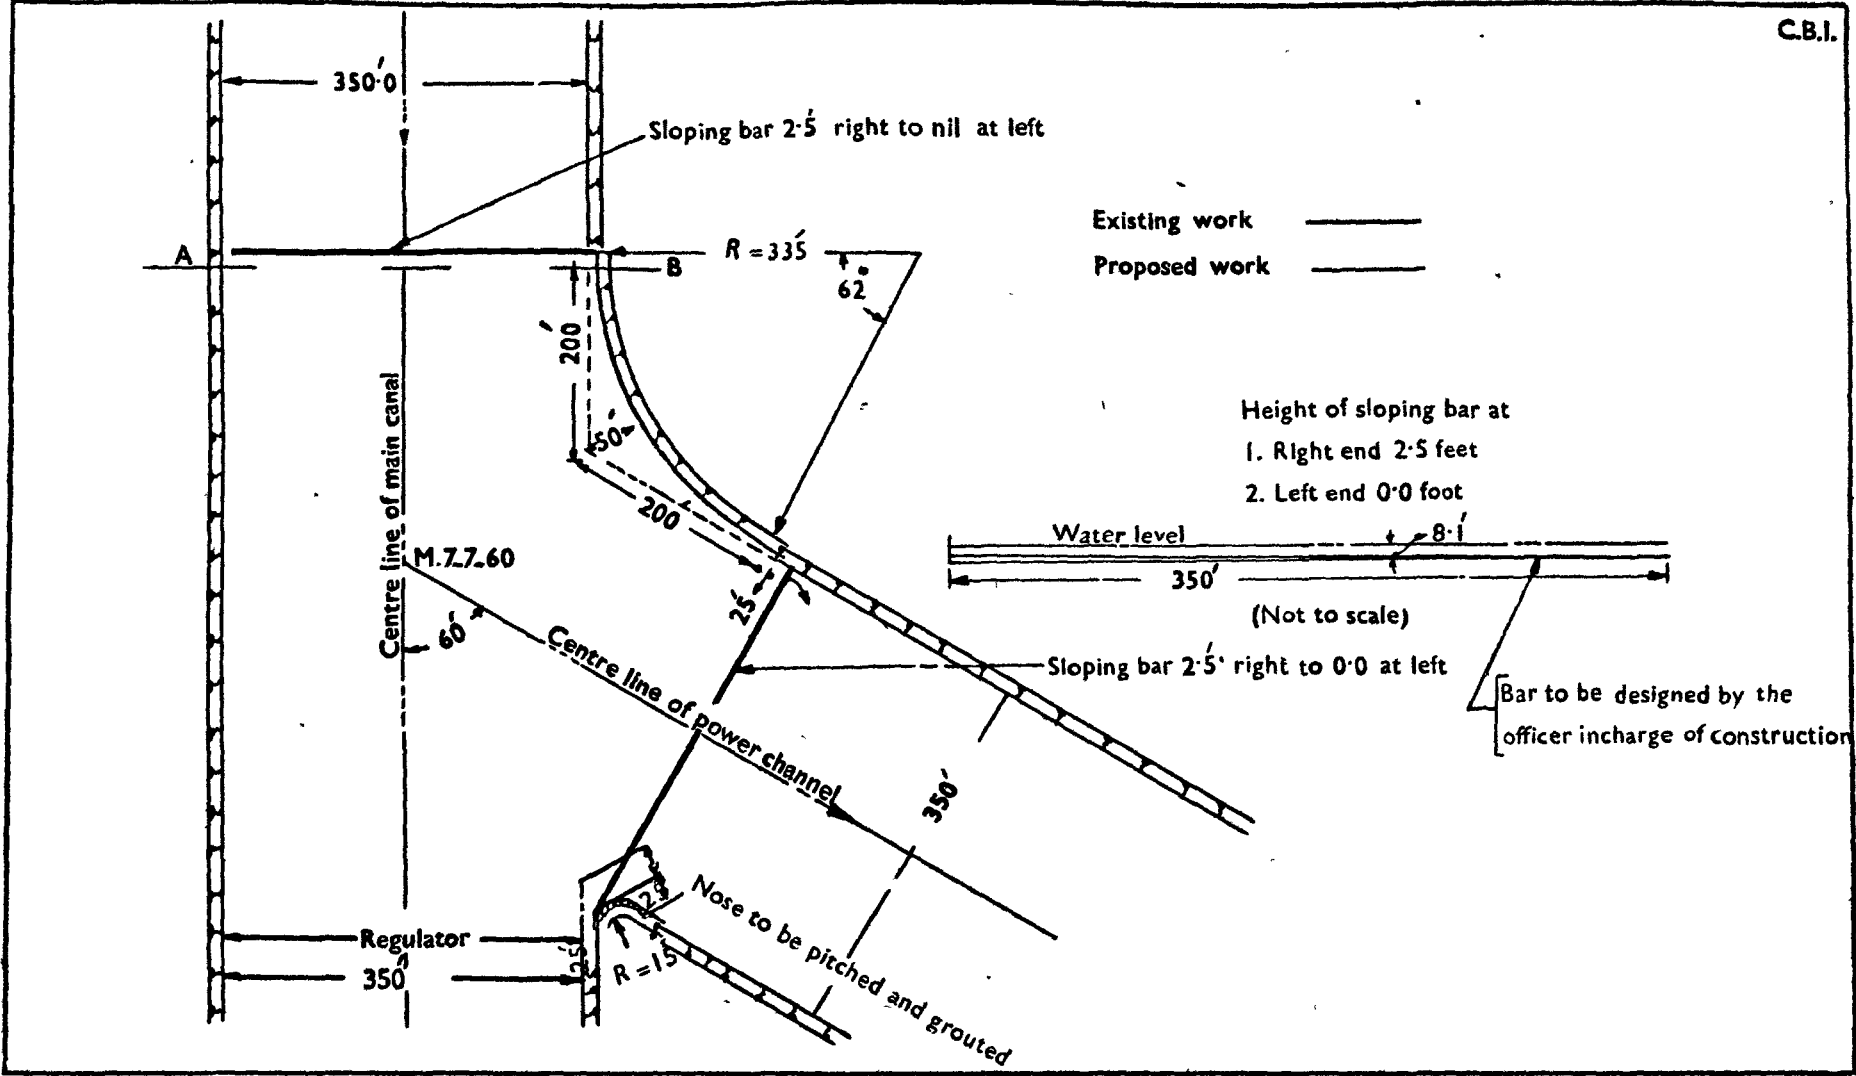 C.B.I.
350·0′
Sloping bar 2·5′ right to nil at left
Existing work
Proposed work
A
B
R = 335′
62°
200′
50′
200′
Centre line of main canal
M.7.7.60
60′
Centre line of power channel
25′
Height of sloping bar at
1. Right end 2·5 feet
2. Left end 0·0 foot
Water level
8·1′
350′
(Not to scale)
Sloping bar 2·5′ right to 0·0 at left
Bar to be designed by the
officer incharge of construction
350′
25′
Nose to be pitched and grouted
Regulator
350′
25′
R = 15′